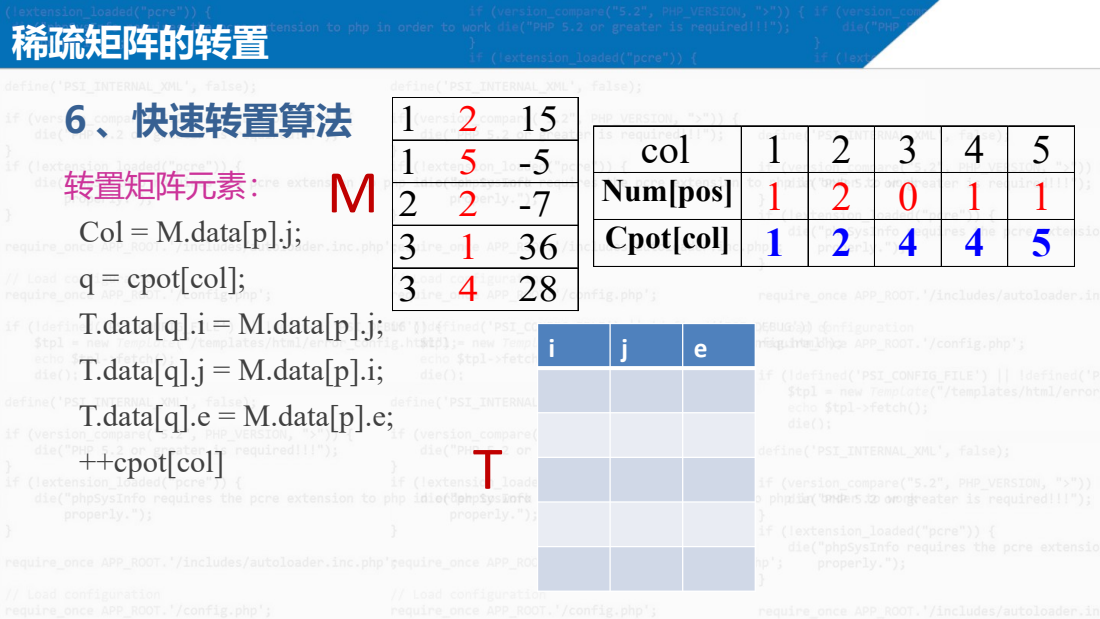 稀疏矩阵的转置
6、快速转置算法
转置矩阵元素：
Col = M.data[p].j;
q = cpot[col];
T.data[q].i = M.data[p].j;
T.data[q].j = M.data[p].i;
T.data[q].e = M.data[p].e;
++cpot[col]
M
1 2 15
1 5 -5
2 2 -7
3 1 36
3 4 28
col 1 2 3 4 5
Num[pos] 1 2 0 1 1
Cpot[col] 1 2 4 4 5
T
i j e